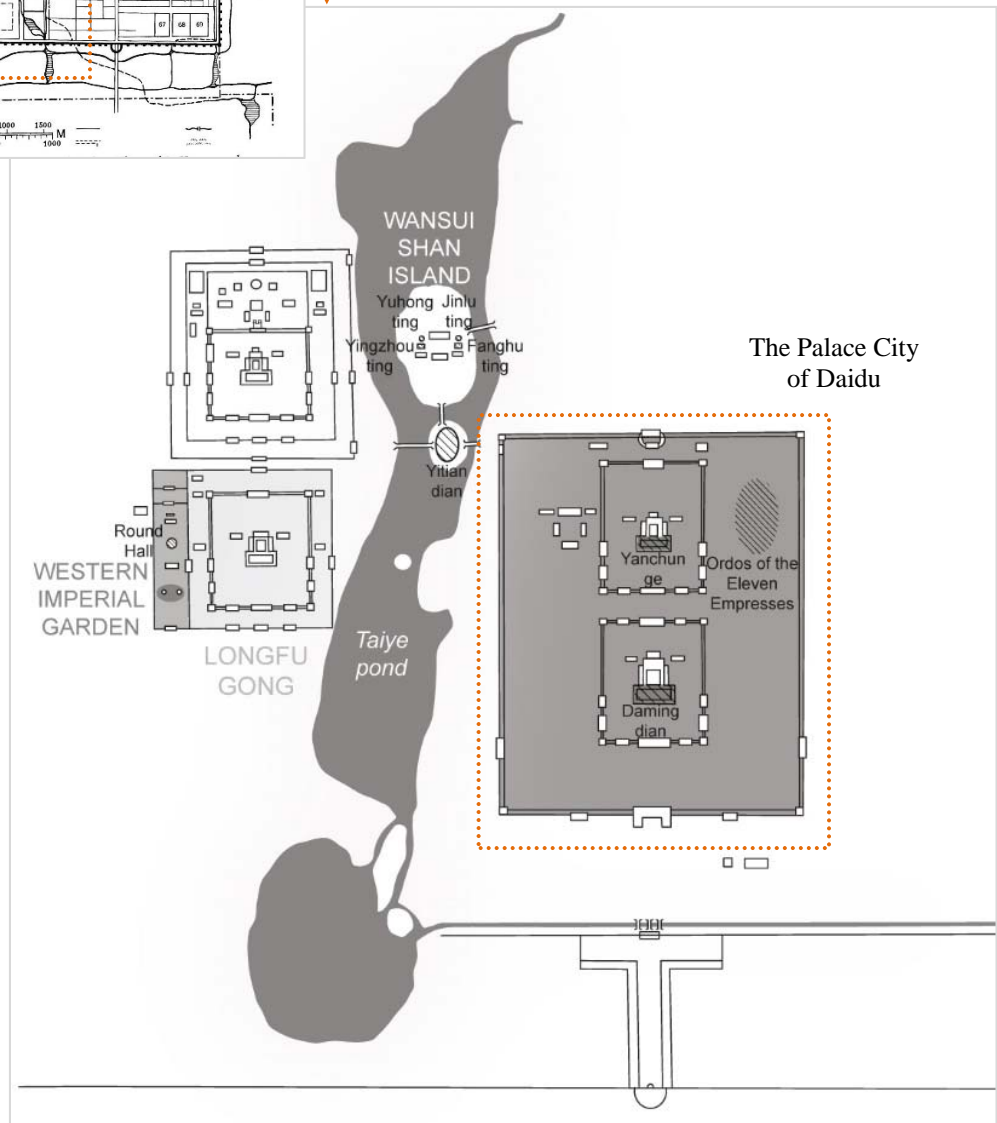 67 68 69
1000 1500
M
1000
WANSUI
SHAN
ISLAND
Yuhong Jinlu
ting ting
Yingzhou Fanghu
ting ting
The Palace City
of Daidu
Yitian
dian
Round
Hall
WESTERN
IMPERIAL
GARDEN
LONGFU
GONG
Taiye
pond
Yanchun
ge
Ordos of the
Eleven
Empresses
Daming
dian